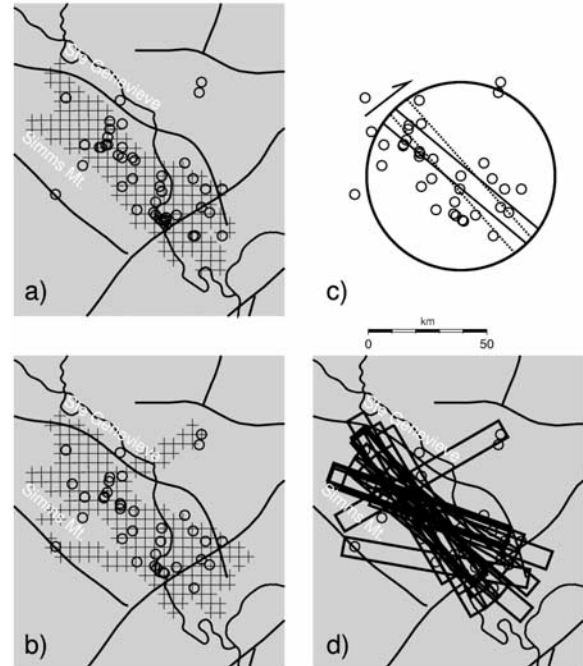 Ste Genevieve
Simms Mt.
a)
c)
km
0 50
Ste Genevieve
Simms Mt.
b)
Ste Genevieve
Simms Mt.
d)